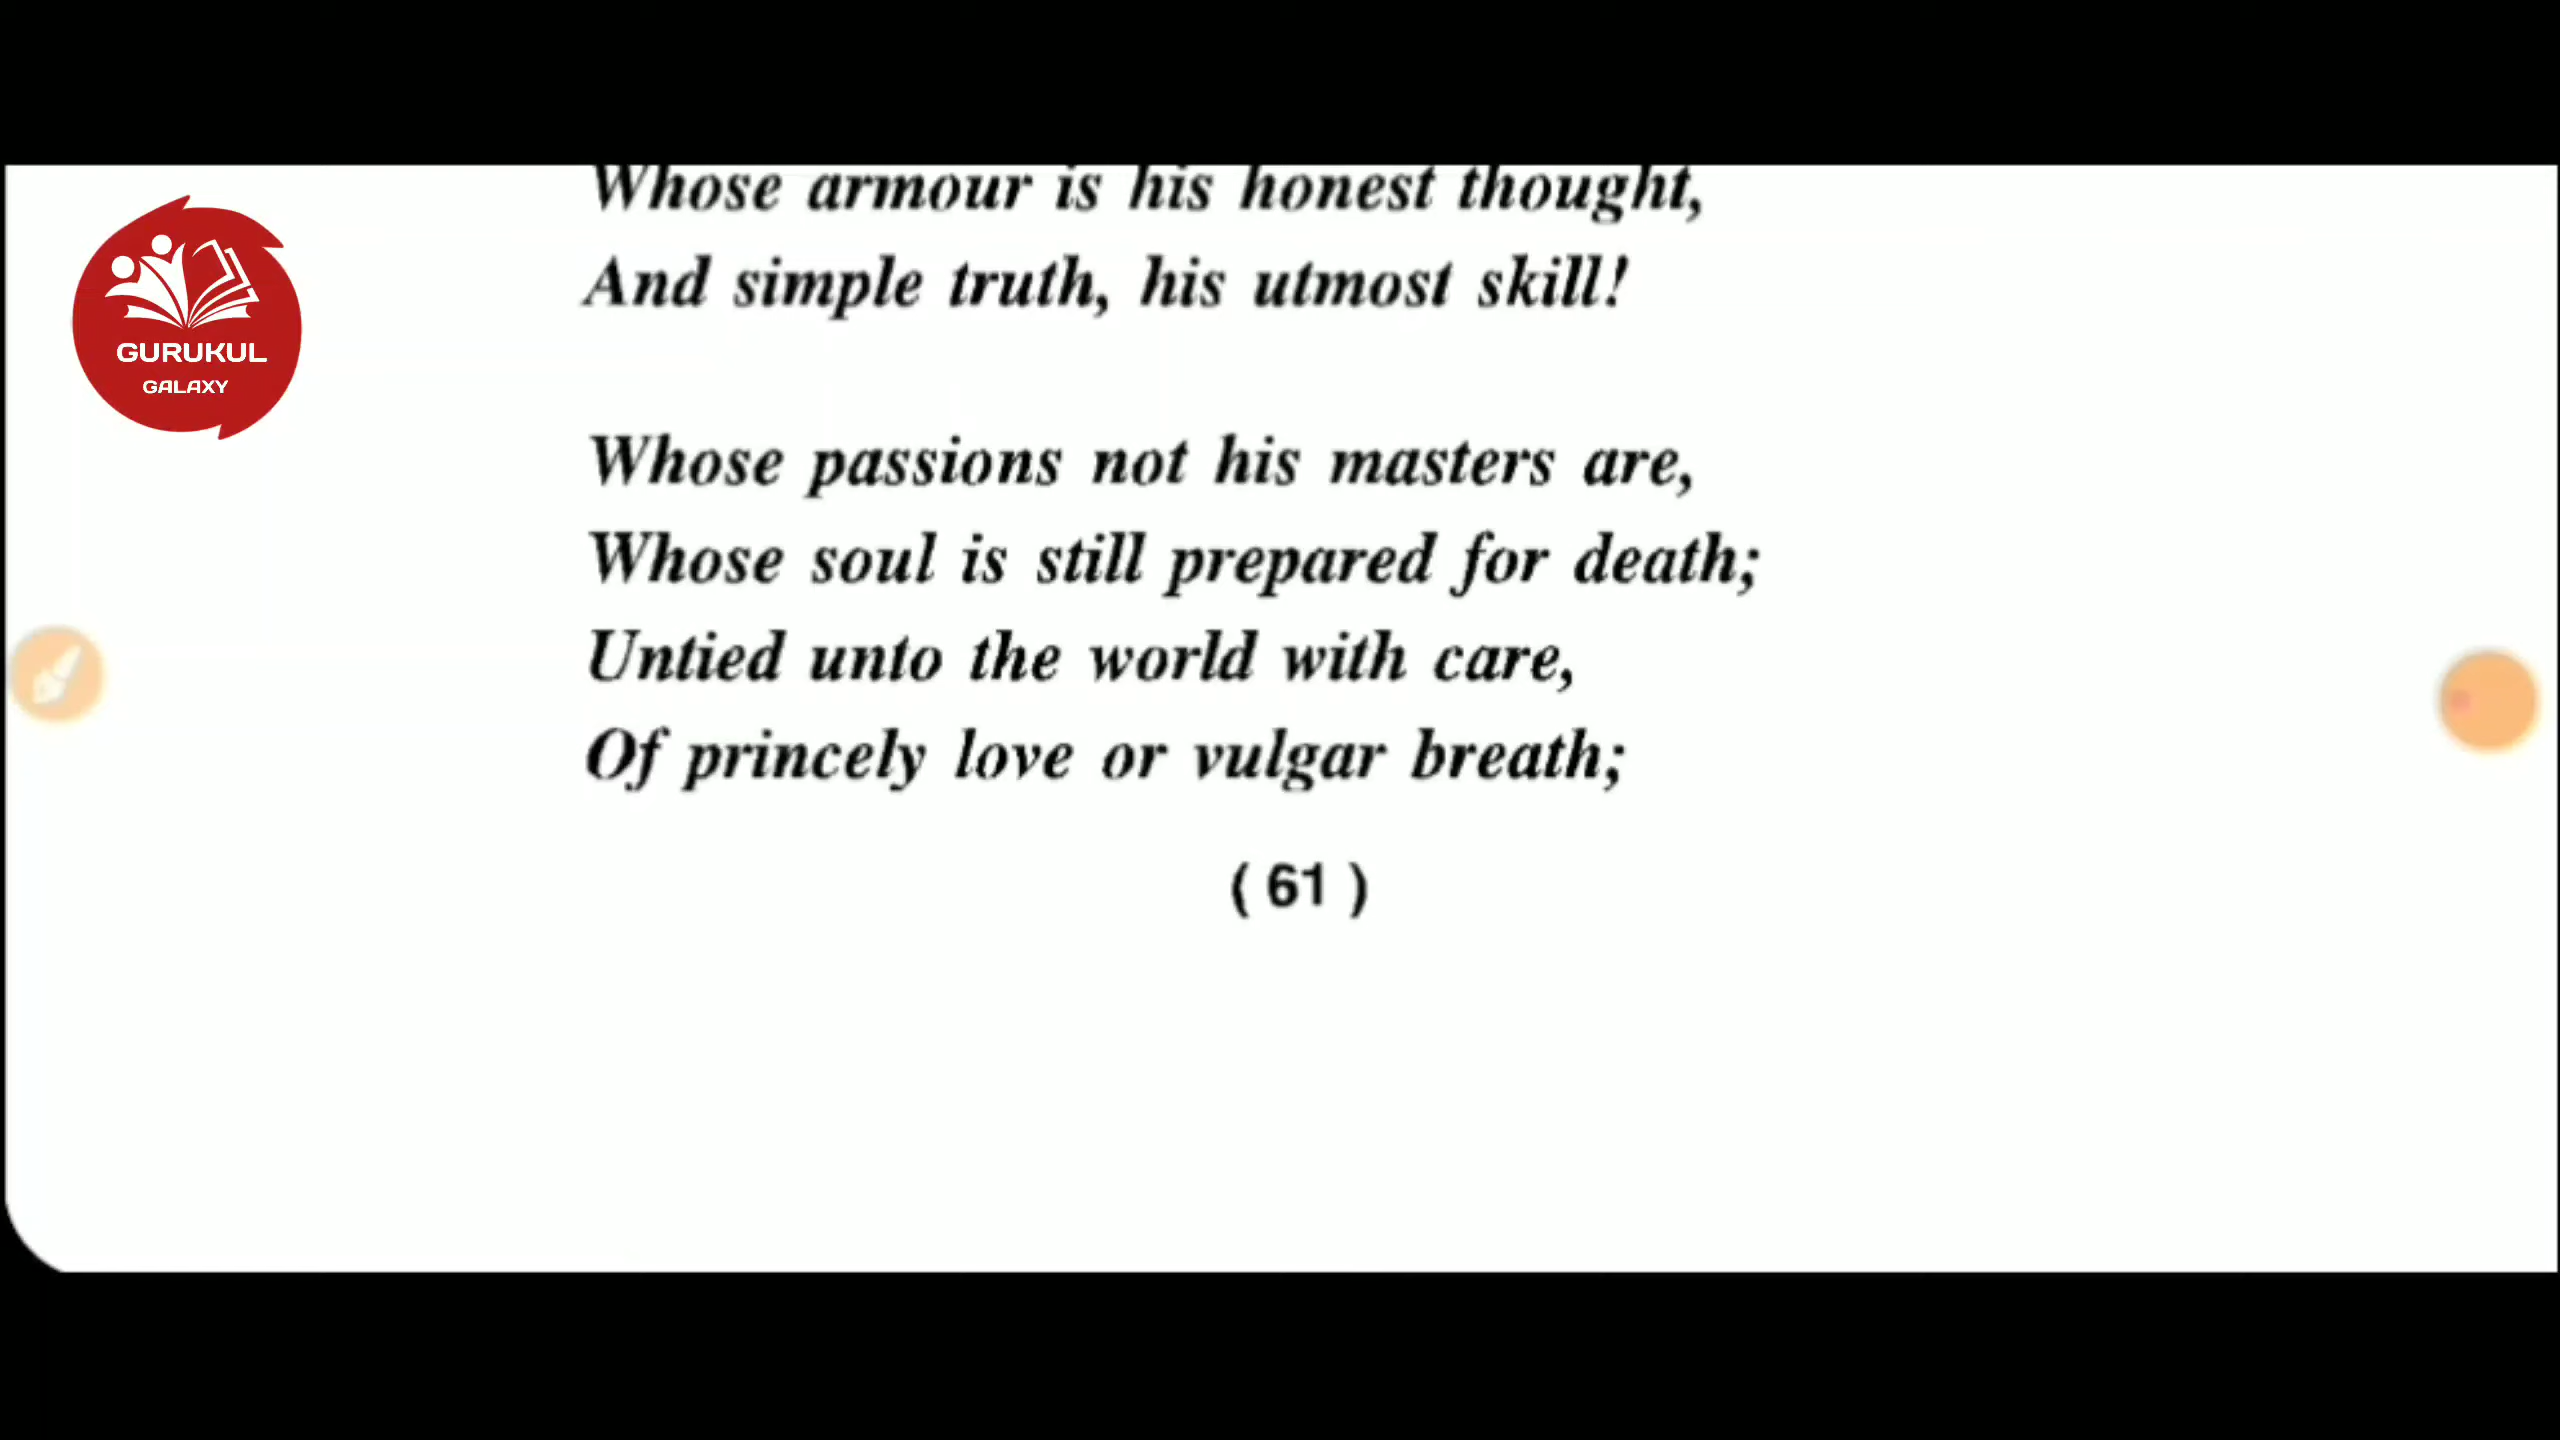 Whose armour is his honest thought,
And simple truth, his utmost skill!
GURUKUL
GALAXY
Whose passions not his masters are,
Whose soul is still prepared for death;
Untied unto the world with care,
Of princely love or vulgar breath;
( 61 )